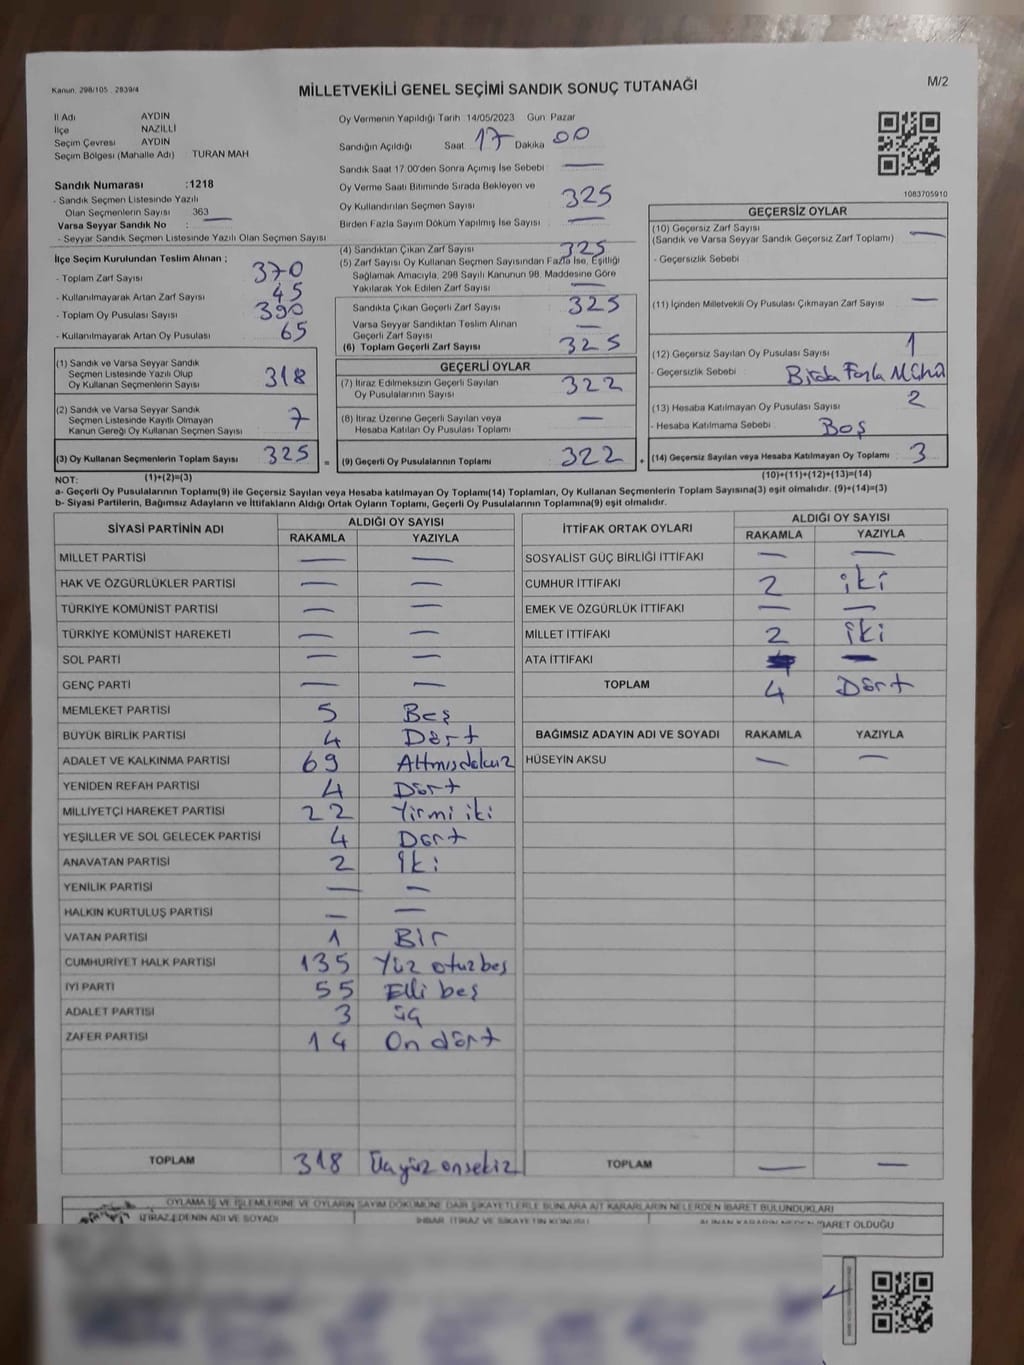 Kanun. 298/105 . 2839/4
MİLLETVEKİLİ GENEL SEÇİMİ SANDIK SONUÇ TUTANAĞI
M/2
İl Adı AYDIN
İlçe NAZİLLİ
Seçim Çevresi AYDIN
Seçim Bölgesi (Mahalle Adı) TURAN MAH
Sandık Numarası :1218
- Sandık Seçmen Listesinde Yazılı
Olan Seçmenlerin Sayısı 363
Varsa Seyyar Sandık No : —
- Seyyar Sandık Seçmen Listesinde Yazılı Olan Seçmen Sayısı
Oy Vermenin Yapıldığı Tarih 14/05/2023 Gün Pazar
Sandığın Açıldığı Saat 17 Dakika 00
Sandık Saat 17.00'den Sonra Açımış İse Sebebi —
Oy Verme Saati Bitiminde Sırada Bekleyen ve
Oy Kullandırılan Seçmen Sayısı 325
Birden Fazla Sayım Döküm Yapılmış İse Sayısı —
1083705910
İlçe Seçim Kurulundan Teslim Alınan ;
- Toplam Zarf Sayısı 370
- Kullanılmayarak Artan Zarf Sayısı 45
- Toplam Oy Pusulası Sayısı 390
- Kullanılmayarak Artan Oy Pusulası 65
(1) Sandık ve Varsa Seyyar Sandık
Seçmen Listesinde Yazılı Olup
Oy Kullanan Seçmenlerin Sayısı 318
(2) Sandık ve Varsa Seyyar Sandık
Seçmen Listesinde Kayıtlı Olmayan
Kanun Gereği Oy Kullanan Seçmen Sayısı 7
(3) Oy Kullanan Seçmenlerin Toplam Sayısı 325 =
(4) Sandıktan Çıkan Zarf Sayısı 325
(5) Zarf Sayısı Oy Kullanan Seçmen Sayısından Fazla İse, Eşitliği
Sağlamak Amacıyla, 298 Sayılı Kanunun 98. Maddesine Göre
Yakılarak Yok Edilen Zarf Sayısı —
Sandıkta Çıkan Geçerli Zarf Sayısı 325
Varsa Seyyar Sandıktan Teslim Alınan
Geçerli Zarf Sayısı —
(6) Toplam Geçerli Zarf Sayısı 325
GEÇERLİ OYLAR
(7) İtiraz Edilmeksizin Geçerli Sayılan
Oy Pusulalarının Sayısı 322
(8) İtiraz Üzerine Geçerli Sayılan veya
Hesaba Katılan Oy Pusulası Toplamı —
(9) Geçerli Oy Pusulalarının Toplamı 322 +
GEÇERSİZ OYLAR
(10) Geçersiz Zarf Sayısı
(Sandık ve Varsa Seyyar Sandık Geçersiz Zarf Toplamı) —
- Geçersizlik Sebebi
(11) İçinden Milletvekili Oy Pusulası Çıkmayan Zarf Sayısı —
(12) Geçersiz Sayılan Oy Pusulası Sayısı 1
- Geçersizlik Sebebi Birda Fazla
(13) Hesaba Katılmayan Oy Pusulası Sayısı 2
- Hesaba Katılmama Sebebi Boş
(14) Geçersiz Sayılan veya Hesaba Katılmayan Oy Toplamı 3
NOT: (1)+(2)=(3)
(10)+(11)+(12)+(13)=(14)
a- Geçerli Oy Pusulalarının Toplamı(9) ile Geçersiz Sayılan veya Hesaba katılmayan Oy Toplamı(14) Toplamları, Oy Kullanan Seçmenlerin Toplam Sayısına(3) eşit olmalıdır. (9)+(14)=(3)
b- Siyasi Partilerin, Bağımsız Adayların ve İttifakların Aldığı Ortak Oyların Toplamı, Geçerli Oy Pusulalarının Toplamına(9) eşit olmalıdır.
SİYASİ PARTİNİN ADI ALDIĞI OY SAYISI
RAKAMLA YAZIYLA
MİLLET PARTİSİ — —
HAK VE ÖZGÜRLÜKLER PARTİSİ — —
TÜRKİYE KOMÜNİST PARTİSİ — —
TÜRKİYE KOMÜNİST HAREKETİ — —
SOL PARTİ — —
GENÇ PARTİ — —
MEMLEKET PARTİSİ 5 Beş
BÜYÜK BİRLİK PARTİSİ 4 Dört
ADALET VE KALKINMA PARTİSİ 69 Altmışdokuz
YENİDEN REFAH PARTİSİ 4 Dört
MİLLİYETÇİ HAREKET PARTİSİ 22 Yirmi iki
YEŞİLLER VE SOL GELECEK PARTİSİ 4 Dört
ANAVATAN PARTİSİ 2 İki
YENİLİK PARTİSİ — —
HALKIN KURTULUŞ PARTİSİ — —
VATAN PARTİSİ 1 Bir
CUMHURİYET HALK PARTİSİ 135 Yüz otuzbeş
İYİ PARTİ 55 Elli beş
ADALET PARTİSİ 3 üç
ZAFER PARTİSİ 14 On dört
TOPLAM 318 Üçyüz onsekiz
İTTİFAK ORTAK OYLARI ALDIĞI OY SAYISI
RAKAMLA YAZIYLA
SOSYALİST GÜÇ BİRLİĞİ İTTİFAKI — —
CUMHUR İTTİFAKI 2 iki
EMEK VE ÖZGÜRLÜK İTTİFAKI — —
MİLLET İTTİFAKI 2 iki
ATA İTTİFAKI —
TOPLAM 4 Dört
BAĞIMSIZ ADAYIN ADI VE SOYADI RAKAMLA YAZIYLA
HÜSEYİN AKSU — —
TOPLAM — —
OYLAMA İŞ VE İŞLEMLERİNE VE OYLARIN SAYIM DÖKÜMÜNE DAİR ŞİKAYETLERLE BUNLARA AİT KARARLARIN NELERDEN İBARET BULUNDUKLARI
İTİRAZ EDENİN ADI VE SOYADI
İHBAR İTİRAZ VE ŞİKAYETİN KONUSU
ALINAN KARARIN NEDEN İBARET OLDUĞU